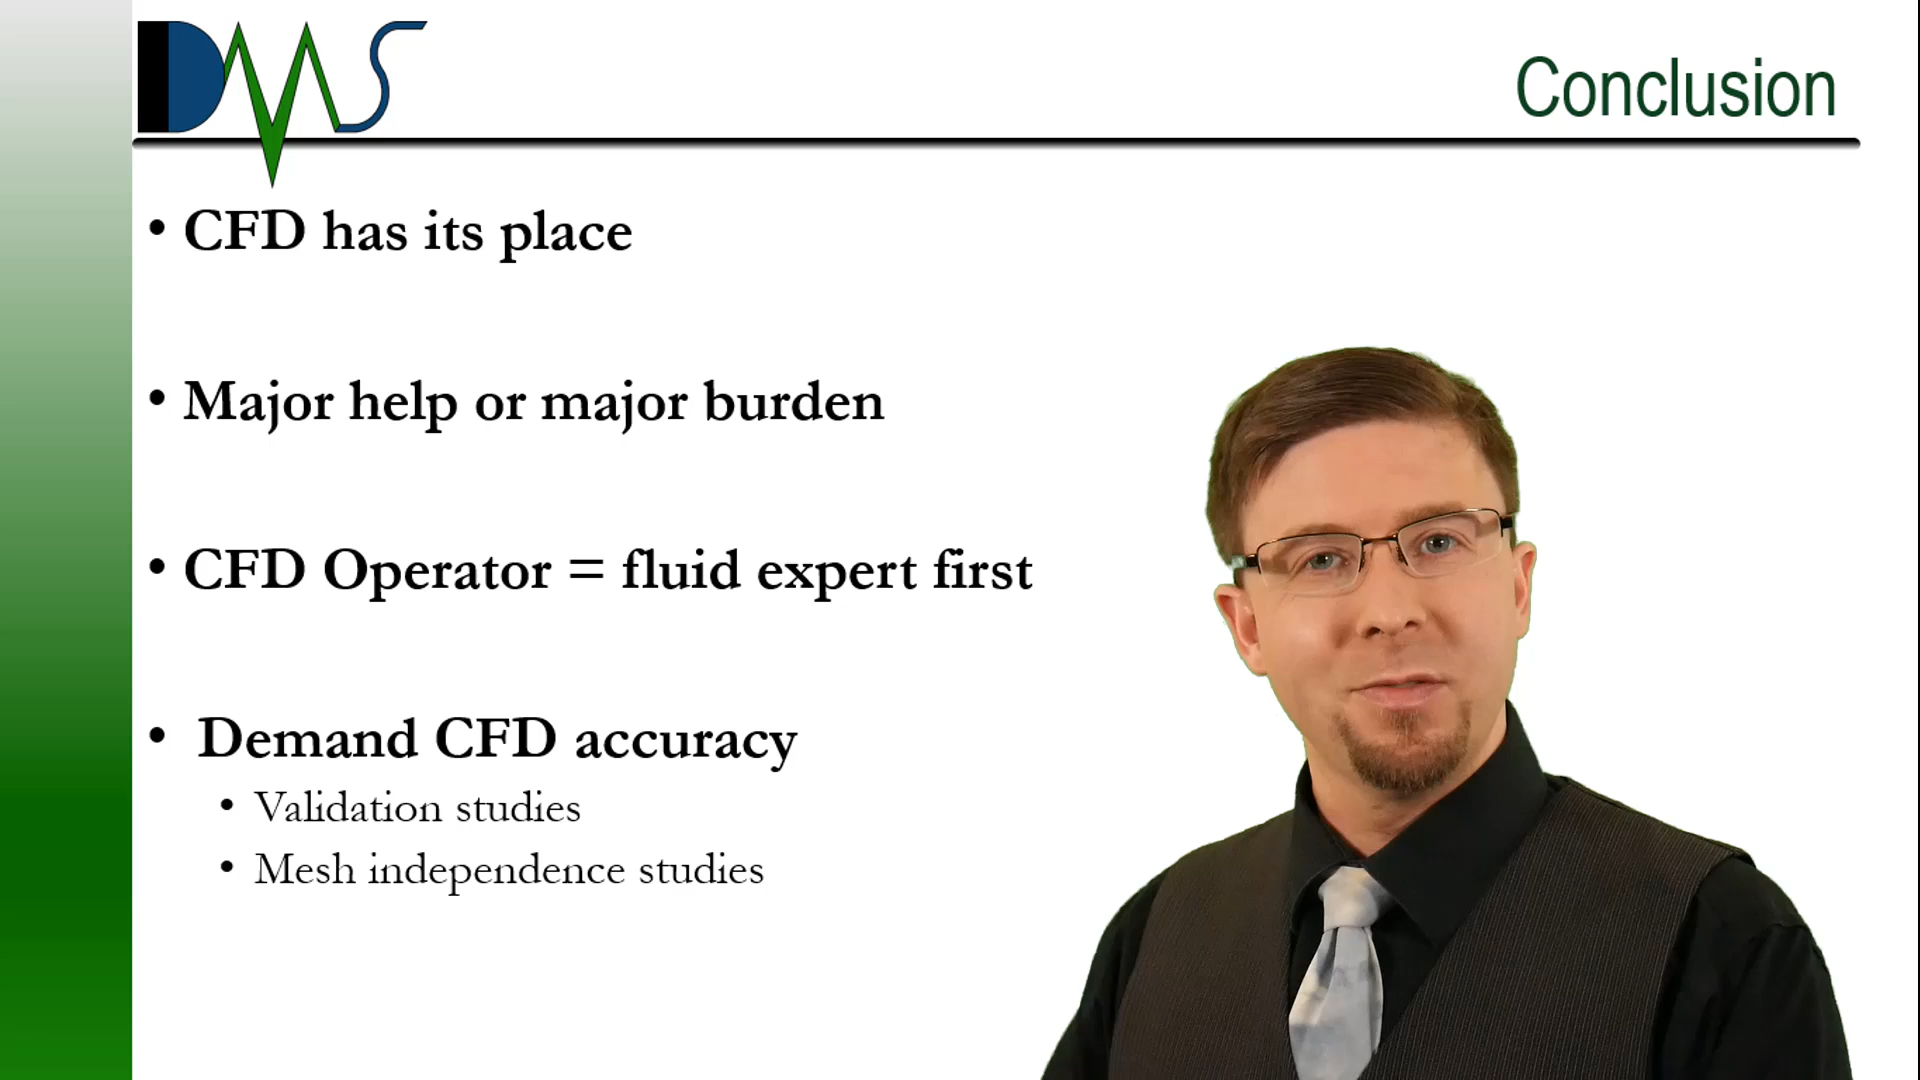 DMS
Conclusion
• CFD has its place
• Major help or major burden
• CFD Operator = fluid expert first
• Demand CFD accuracy
• Validation studies
• Mesh independence studies